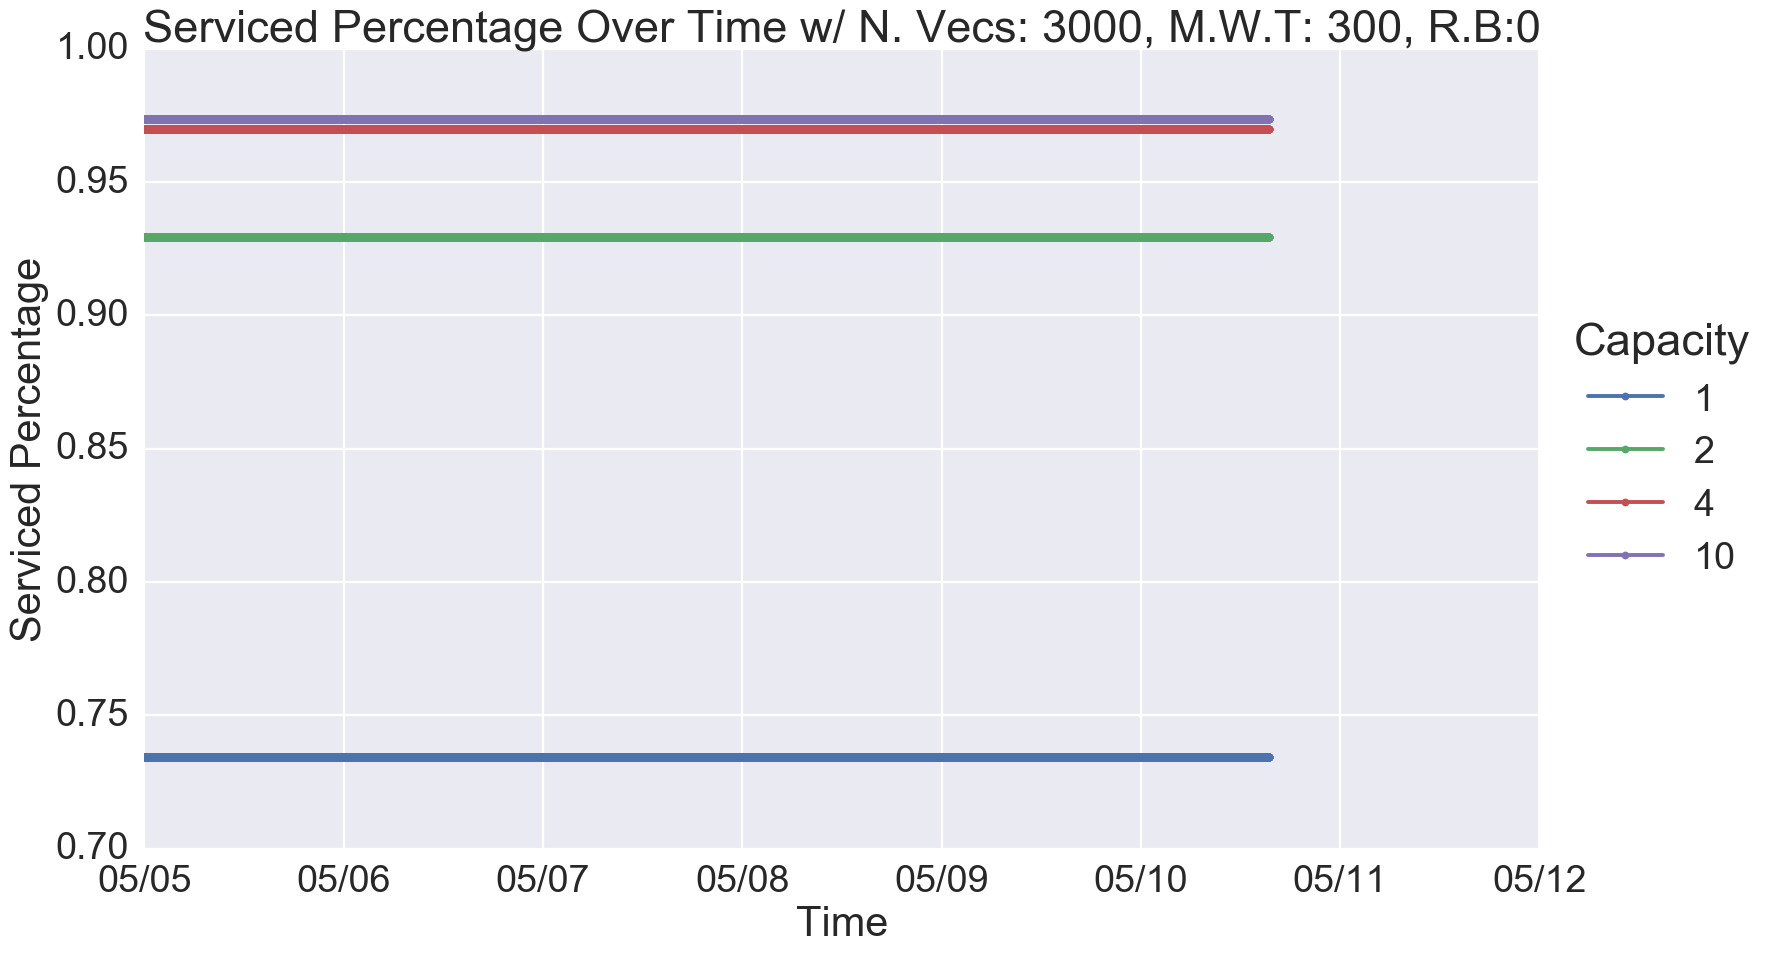 Serviced Percentage Over Time w/ N. Vecs: 3000, M.W.T: 300, R.B:0
1.00
0.95
0.90
0.85
0.80
0.75
0.70
Serviced Percentage
05/05 05/06 05/07 05/08 05/09 05/10 05/11 05/12
Time
Capacity
1
2
4
10